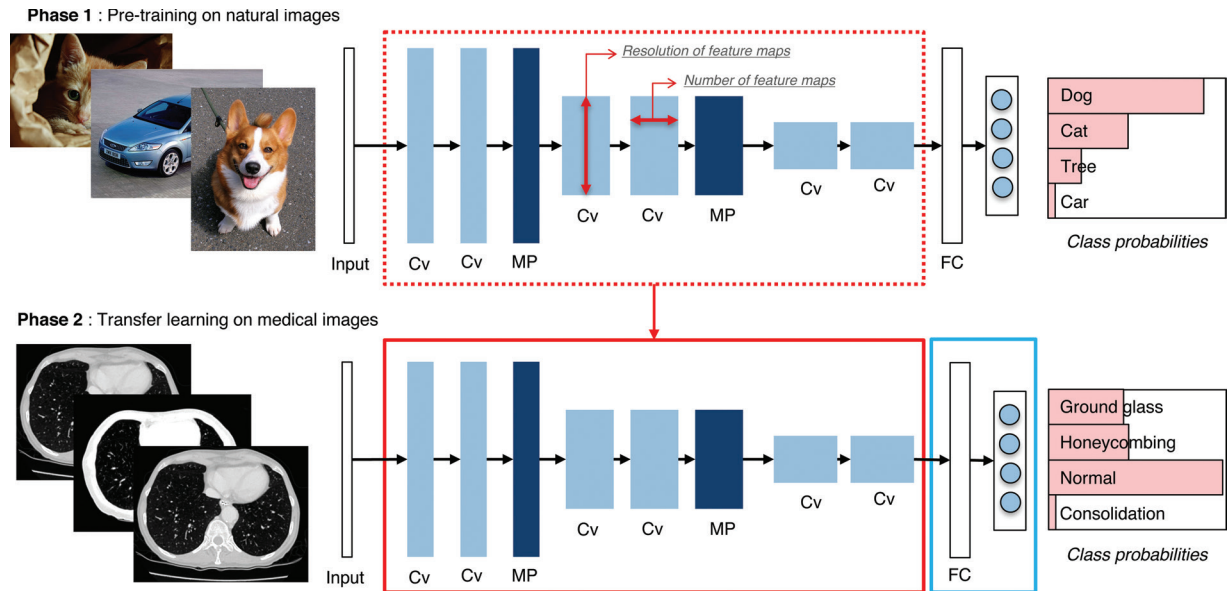 Phase 1 : Pre-training on natural images
Resolution of feature maps
Number of feature maps
Input
Cv
Cv
MP
Cv
Cv
MP
Cv
Cv
FC
Dog
Cat
Tree
Car
Class probabilities
Phase 2 : Transfer learning on medical images
Input
Cv
Cv
MP
Cv
Cv
MP
Cv
Cv
FC
Ground glass
Honeycombing
Normal
Consolidation
Class probabilities